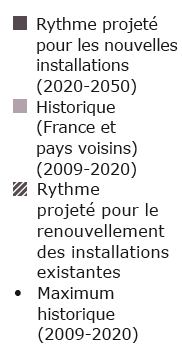 Rythme projeté
pour les nouvelles
installations
(2020-2050)
Historique
(France et
pays voisins)
(2009-2020)
Rythme
projeté pour le
renouvellement
des installations
existantes
• Maximum
historique
(2009-2020)